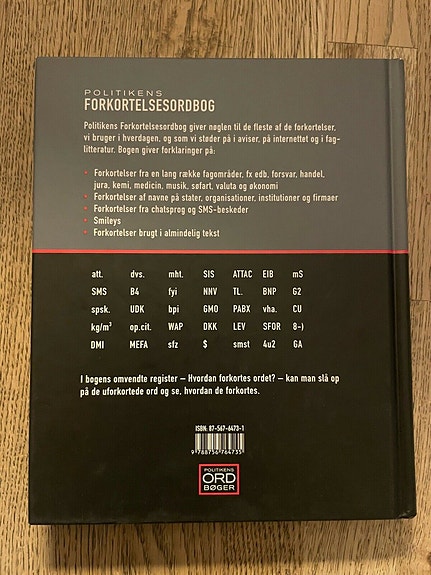 POLITIKENS
FORKORTELSESORDBOG
Politikens Forkortelsesordbog giver nøglen til de fleste af de forkortelser,
vi bruger i hverdagen, og som vi støder på i aviser, på internettet og i fag-
litteratur. Bogen giver forklaringer på:
• Forkortelser fra en lang række fagområder, fx edb, forsvar, handel,
jura, kemi, medicin, musik, søfart, valuta og økonomi
• Forkortelser af navne på stater, organisationer, institutioner og firmaer
• Forkortelser fra chatsprog og SMS-beskeder
• Smileys
• Forkortelser brugt i almindelig tekst
att. dvs. mht. SIS ATTAC EIB mS
SMS B4 fyi NNV TL. BNP G2
spsk. UDK bpi GMO PABX vha. CU
kg/m³ op.cit. WAP DKK LEV SFOR 8-)
DMI MEFA sfz $ smst 4u2 GA
I bogens omvendte register – Hvordan forkortes ordet? – kan man slå op
på de uforkortede ord og se, hvordan de forkortes.
ISBN: 87-567-6473-1
9 788756 764735
POLITIKENS
ORD
BØGER